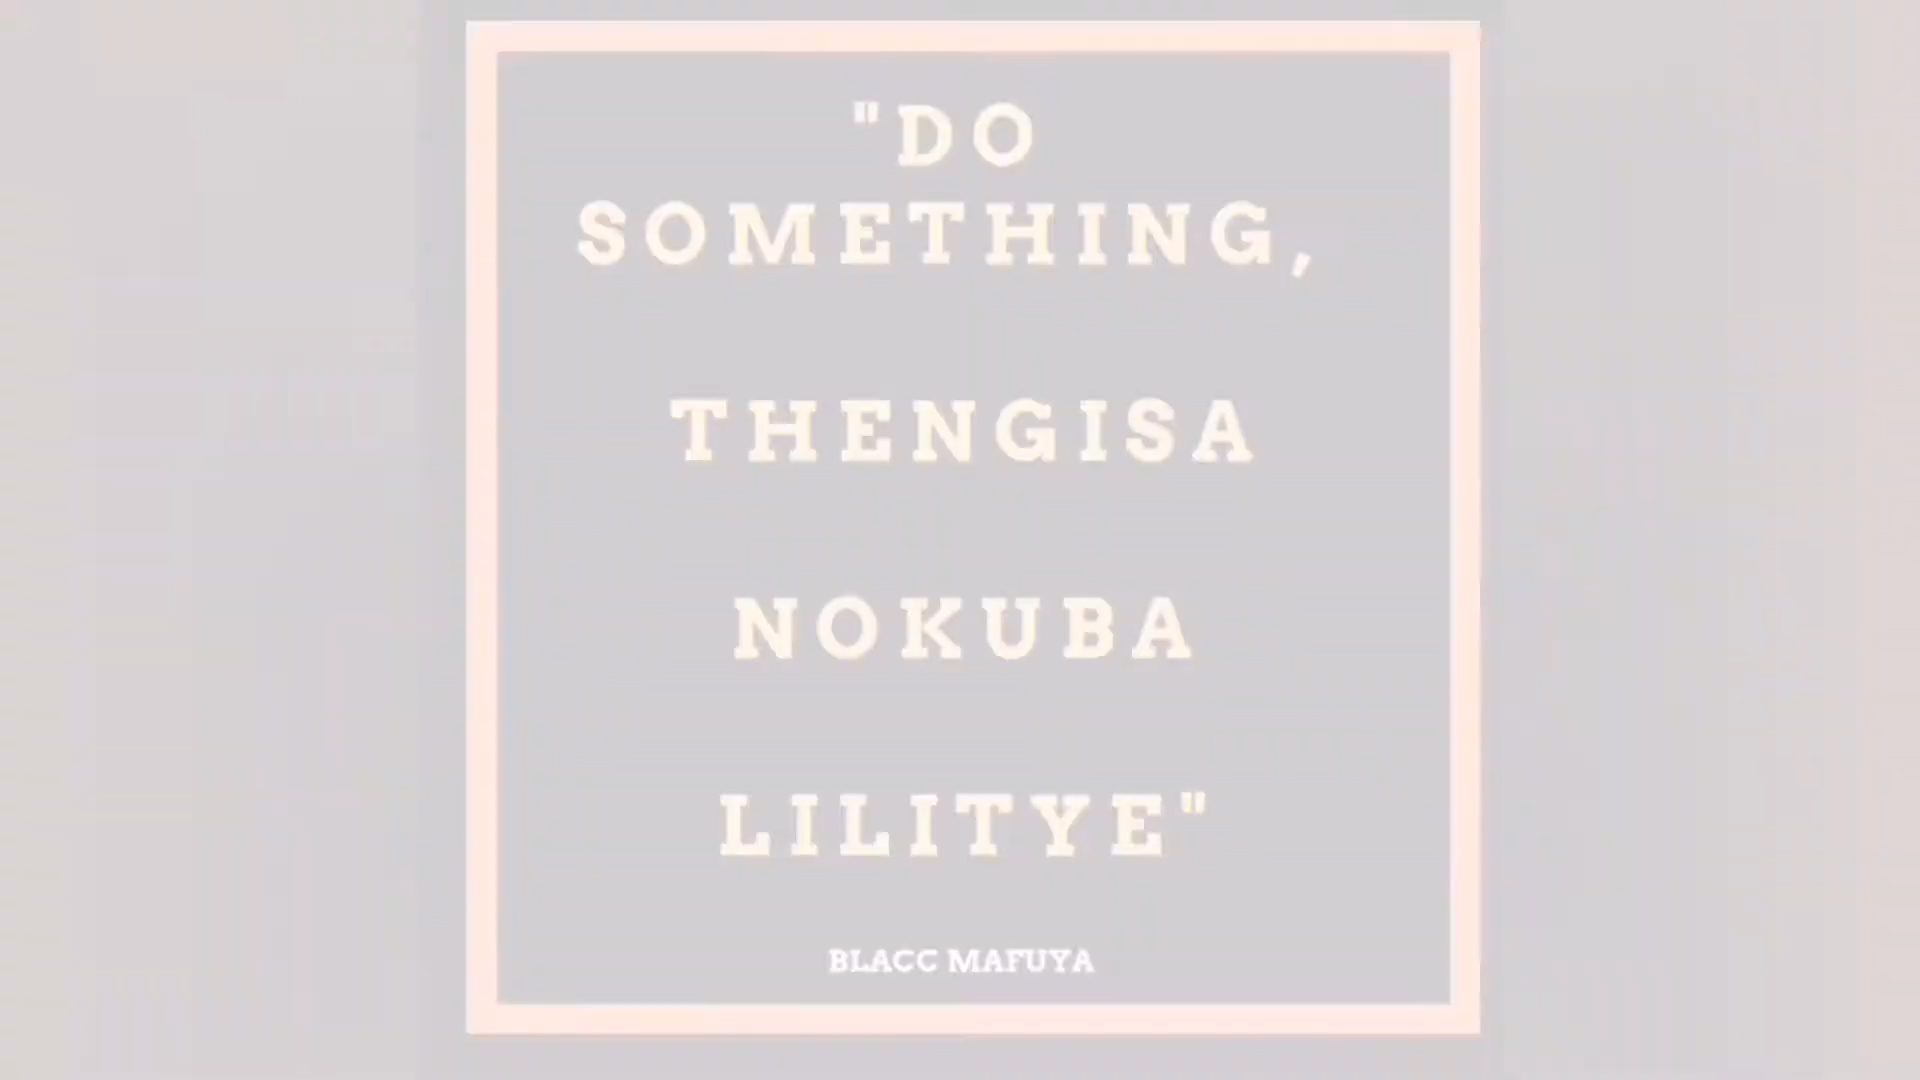 "DO
SOMETHING,
THENGISA
NOKUBA
LILITYE"
BLACC MAFUYA